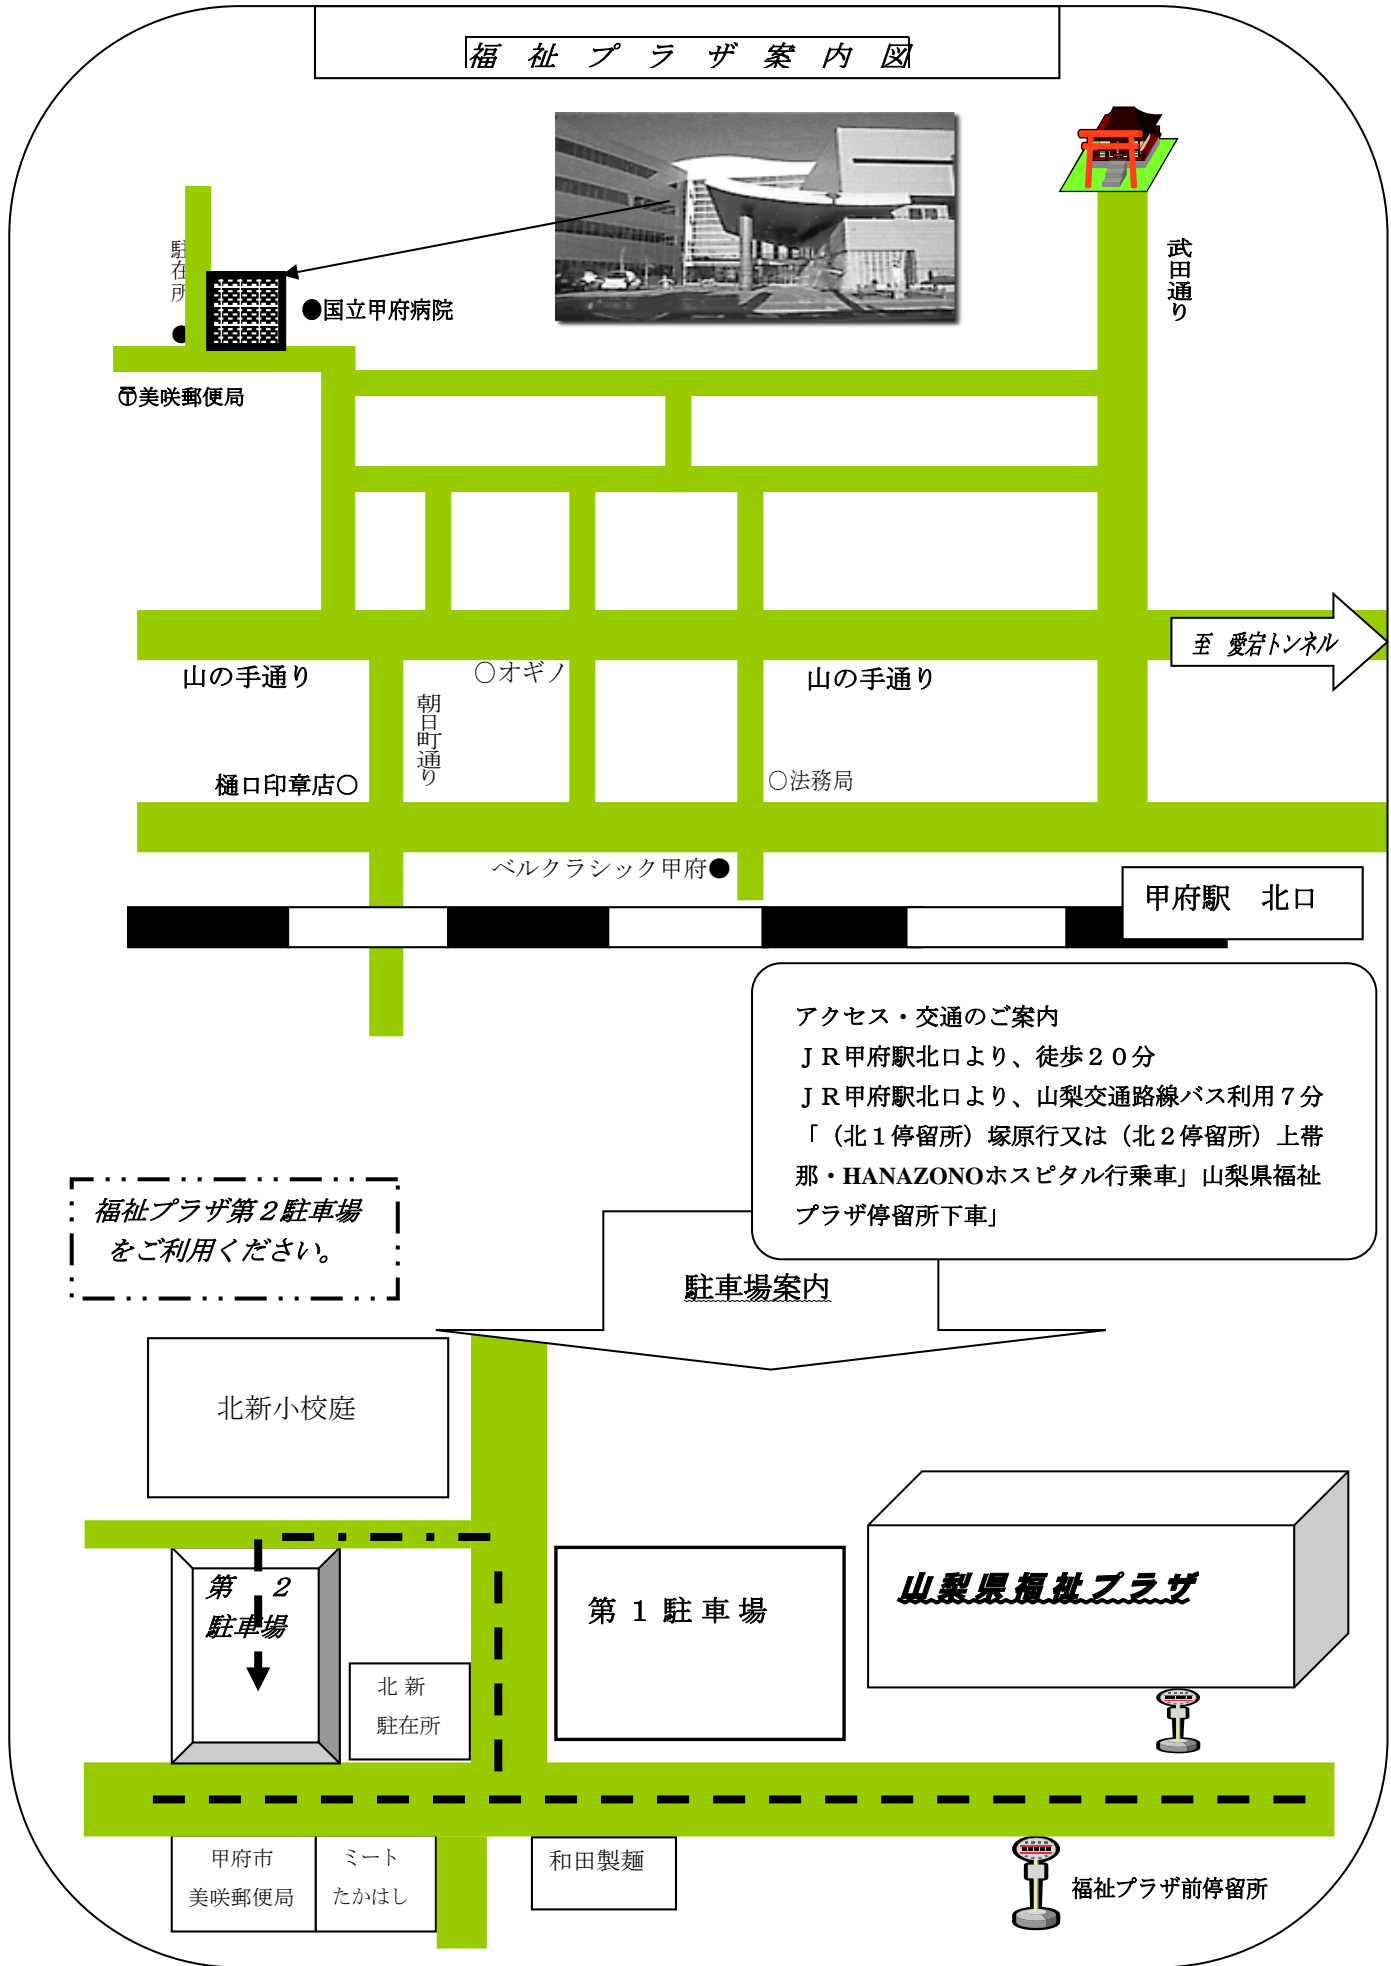 福 祉 プ ラ ザ 案 内 図
駐在所
●国立甲府病院
武田通り
〒美咲郵便局
至 愛宕トンネル
山の手通り
○オギノ
山の手通り
朝日町通り
樋口印章店○
○法務局
ベルクラシック甲府●
甲府駅 北口
アクセス・交通のご案内
ＪＲ甲府駅北口より、徒歩２０分
ＪＲ甲府駅北口より、山梨交通路線バス利用７分
「（北１停留所）塚原行又は（北２停留所）上帯
那・HANAZONOホスピタル行乗車」山梨県福祉
プラザ停留所下車」
福祉プラザ第２駐車場
をご利用ください。
駐車場案内
北新小校庭
第 ２
駐車場
第 １ 駐 車 場
山梨県福祉プラザ
北 新
駐在所
甲府市
美咲郵便局
ミート
たかはし
和田製麺
福祉プラザ前停留所